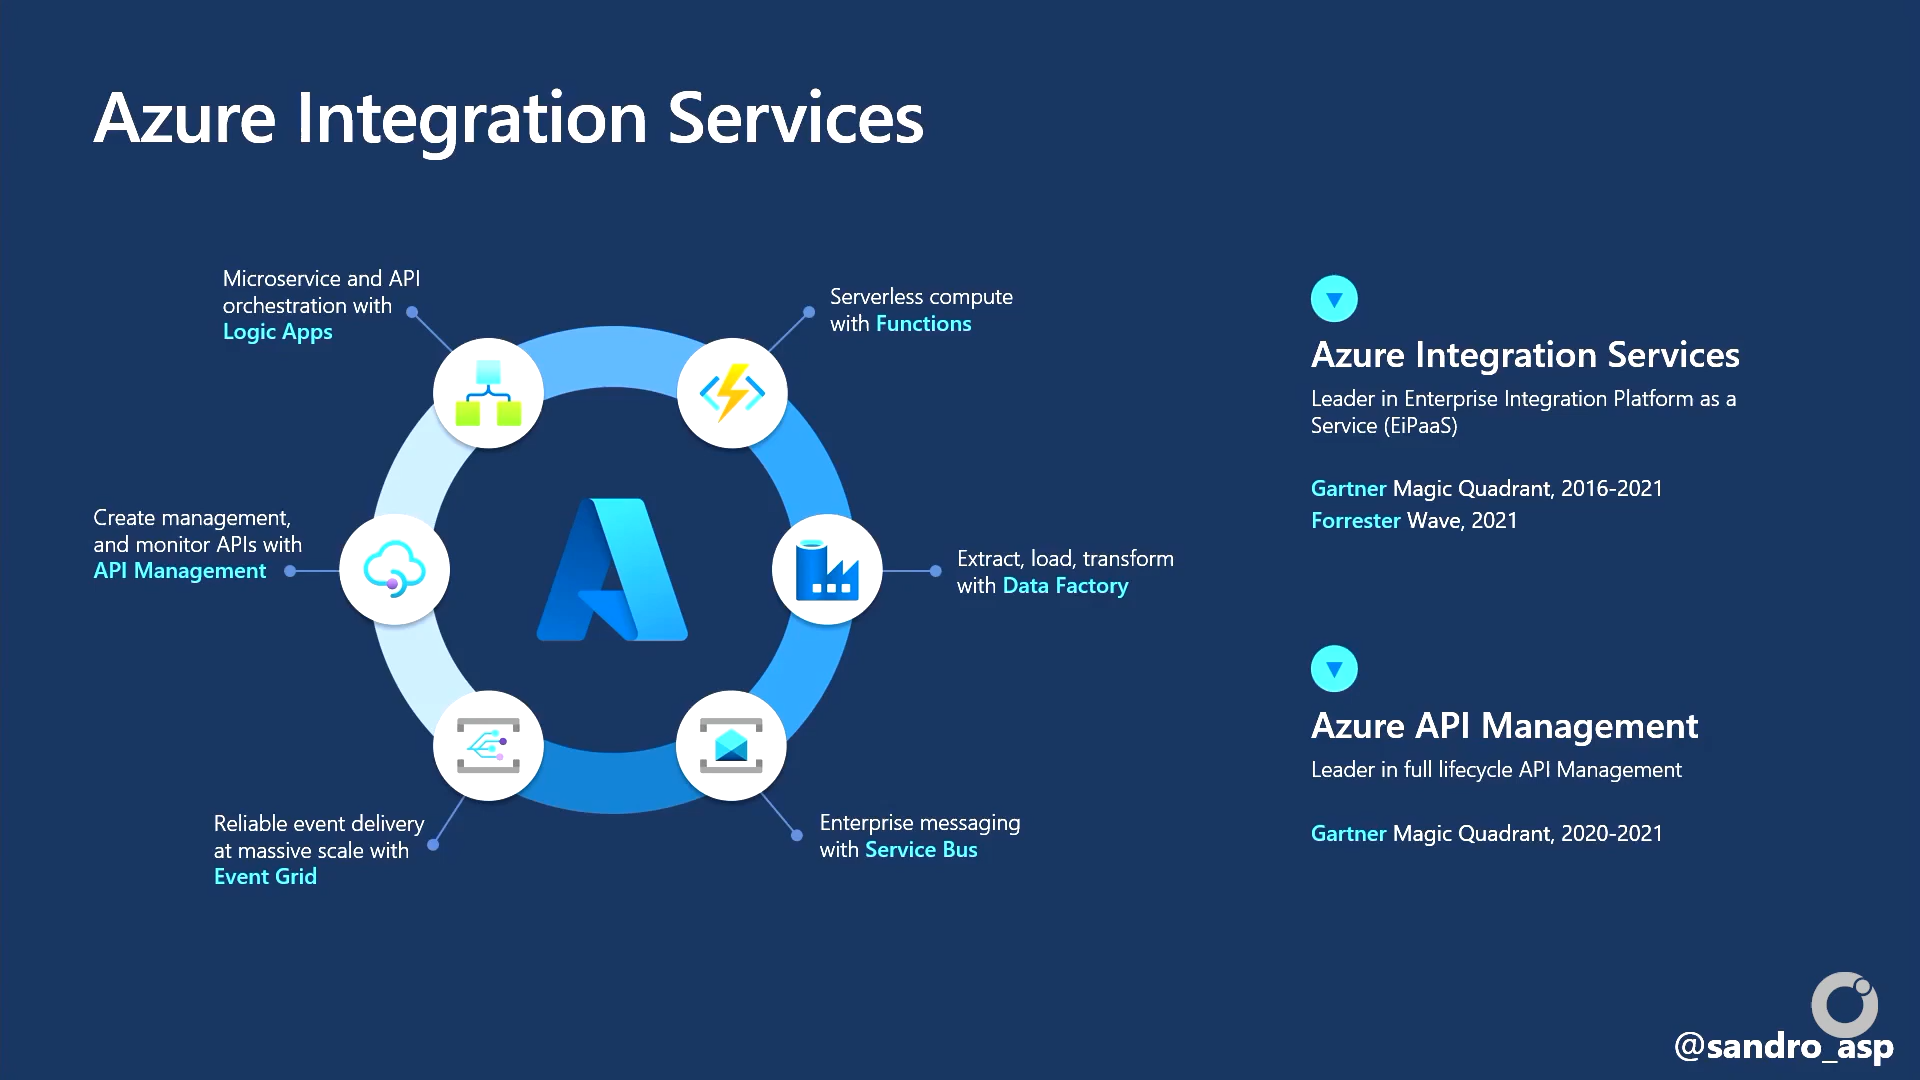 Azure Integration Services
Microservice and API
orchestration with
Logic Apps
Serverless compute
with Functions
Create management,
and monitor APIs with
API Management
Extract, load, transform
with Data Factory
Reliable event delivery
at massive scale with
Event Grid
Enterprise messaging
with Service Bus
Azure Integration Services
Leader in Enterprise Integration Platform as a
Service (EiPaaS)
Gartner Magic Quadrant, 2016-2021
Forrester Wave, 2021
Azure API Management
Leader in full lifecycle API Management
Gartner Magic Quadrant, 2020-2021
@sandro_asp